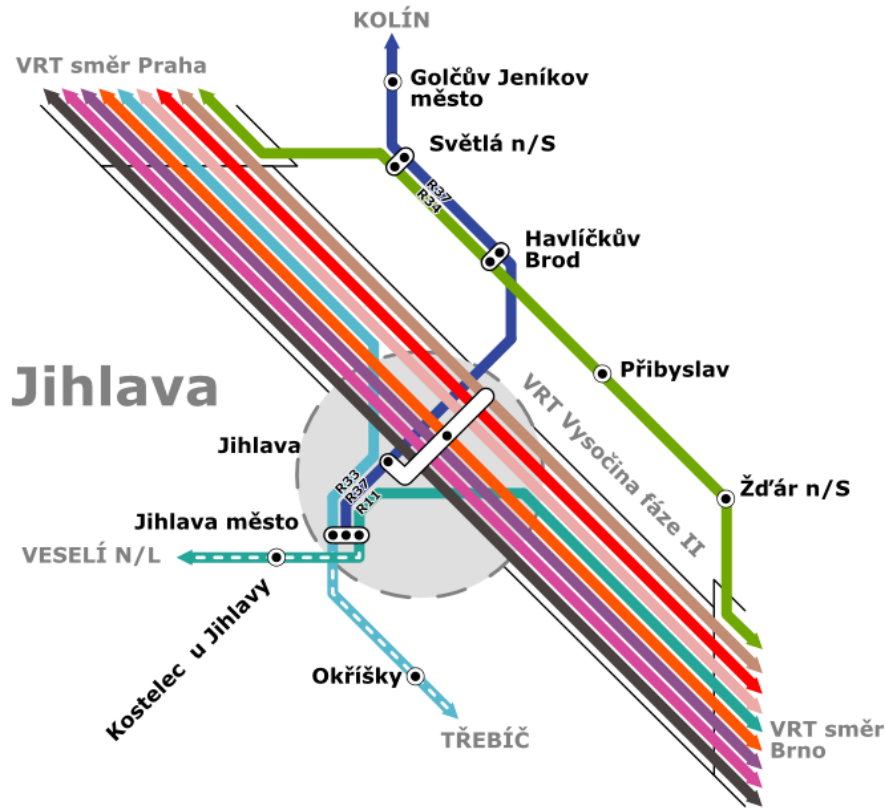 KOLÍN
VRT směr Praha
Golčův Jeníkov
město
Světlá n/S
R37
R34
Havlíčkův
Brod
Přibyslav
Jihlava
VRT Vysočina fáze II
Jihlava
R33
R37
R11
Žďár n/S
Jihlava město
VESELÍ N/L
Kostelec u Jihlavy
Okříšky
TŘEBÍČ
VRT směr
Brno